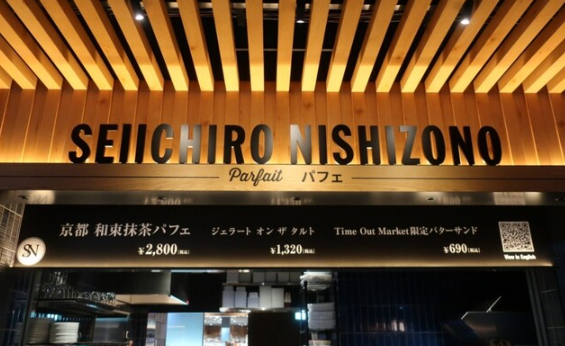 SEIICHIRO NISHIZONO
Parfait パフェ
京都 和束抹茶パフェ ジェラート オン ザ タルト Time Out Market限定バターサンド
¥2,800(税込) ¥1,320(税込) ¥690(税込)
SN
View in English